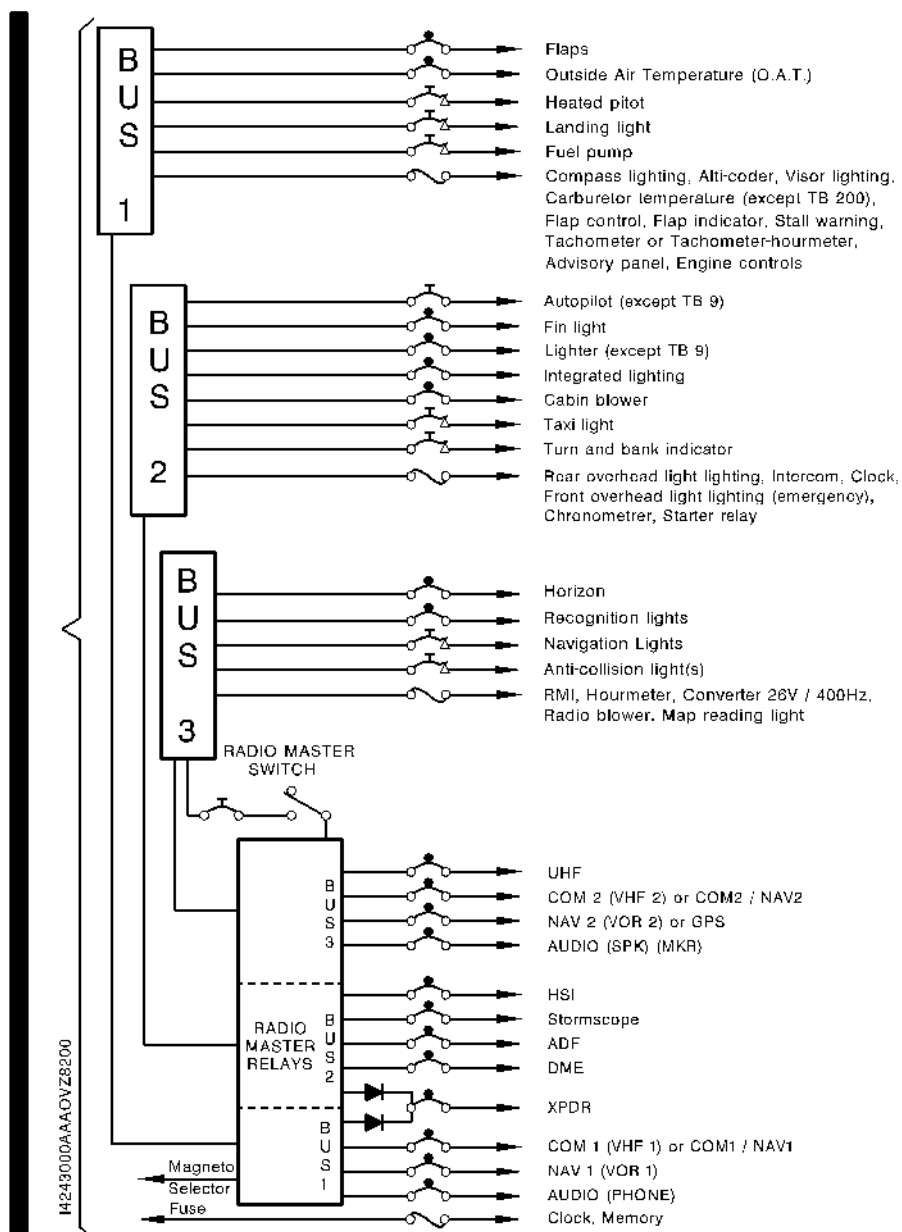 BUS 1
Flaps
Outside Air Temperature (O.A.T.)
Heated pitot
Landing light
Fuel pump
Compass lighting, Alti-coder, Visor lighting,
Carburetor temperature (except TB 200),
Flap control, Flap indicator, Stall warning,
Tachometer or Tachometer-hourmeter,
Advisory panel, Engine controls
BUS 2
Autopilot (except TB 9)
Fin light
Lighter (except TB 9)
Integrated lighting
Cabin blower
Taxi light
Turn and bank indicator
Rear overhead light lighting, Intercom, Clock,
Front overhead light lighting (emergency),
Chronometrer, Starter relay
BUS 3
Horizon
Recognition lights
Navigation Lights
Anti-collision light(s)
RMI, Hourmeter, Converter 26V / 400Hz,
Radio blower. Map reading light
RADIO MASTER
SWITCH
BUS 3
UHF
COM 2 (VHF 2) or COM2 / NAV2
NAV 2 (VOR 2) or GPS
AUDIO (SPK) (MKR)
RADIO
MASTER
RELAYS
BUS 2
HSI
Stormscope
ADF
DME
XPDR
BUS 1
COM 1 (VHF 1) or COM1 / NAV1
NAV 1 (VOR 1)
AUDIO (PHONE)
Magneto
Selector
Fuse
Clock, Memory
I4243000AAAOVZ8200